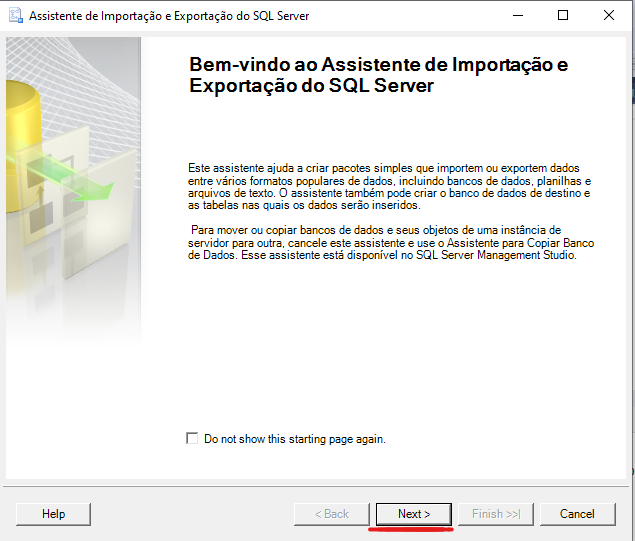 Assistente de Importação e Exportação do SQL Server
Bem-vindo ao Assistente de Importação e
Exportação do SQL Server
Este assistente ajuda a criar pacotes simples que importem ou exportem dados
entre vários formatos populares de dados, incluindo bancos de dados, planilhas e
arquivos de texto. O assistente também pode criar o banco de dados de destino e
as tabelas nas quais os dados serão inseridos.
Para mover ou copiar bancos de dados e seus objetos de uma instância de
servidor para outra, cancele este assistente e use o Assistente para Copiar Banco
de Dados. Esse assistente está disponível no SQL Server Management Studio.
Do not show this starting page again.
Help
< Back
Next >
Finish >>|
Cancel